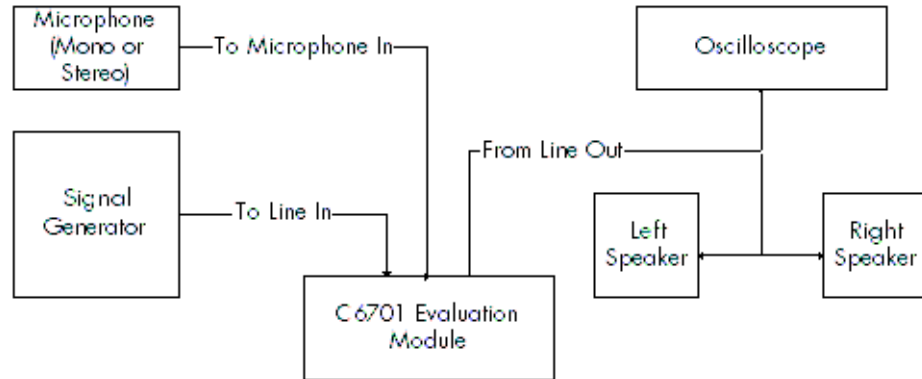 Microphone
(Mono or
Stereo)
To Microphone In
Oscilloscope
From Line Out
Signal
Generator
To Line In
Left
Speaker
Right
Speaker
C6701 Evaluation
Module